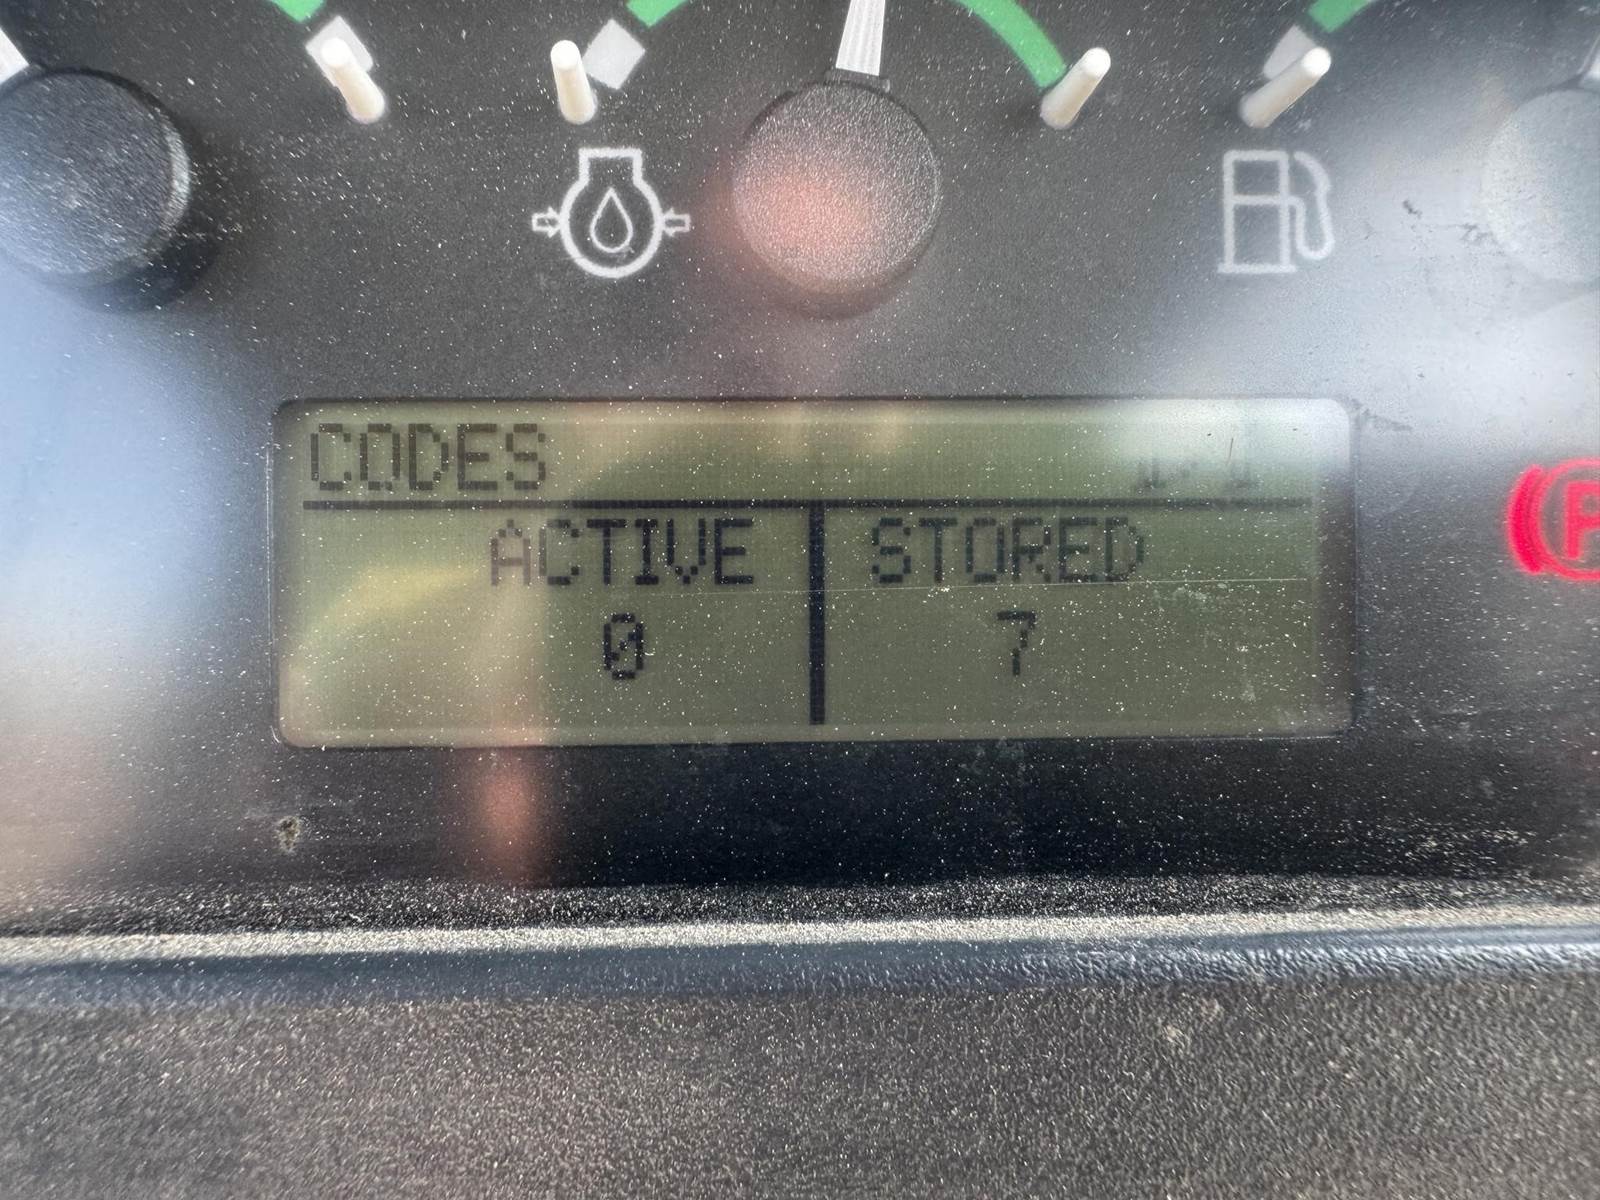 CODES
ACTIVE STORED
0 7
P